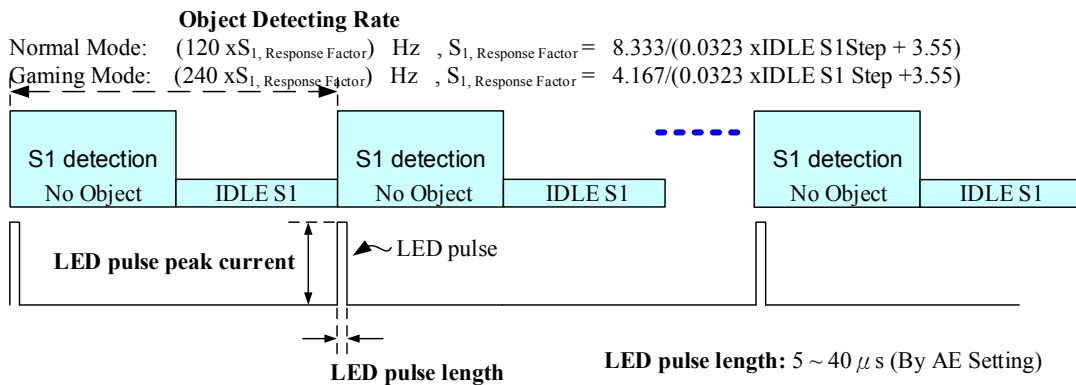 Object Detecting Rate
Normal Mode: (120 xS1, Response Factor) Hz , S1, Response Factor = 8.333/(0.0323 xIDLE S1Step + 3.55)
Gaming Mode: (240 xS1, Response Factor) Hz , S1, Response Factor = 4.167/(0.0323 xIDLE S1 Step +3.55)
S1 detection
No Object
IDLE S1
S1 detection
No Object
IDLE S1
S1 detection
No Object
IDLE S1
LED pulse peak current
LED pulse
LED pulse length
LED pulse length: 5 ~ 40 μs (By AE Setting)